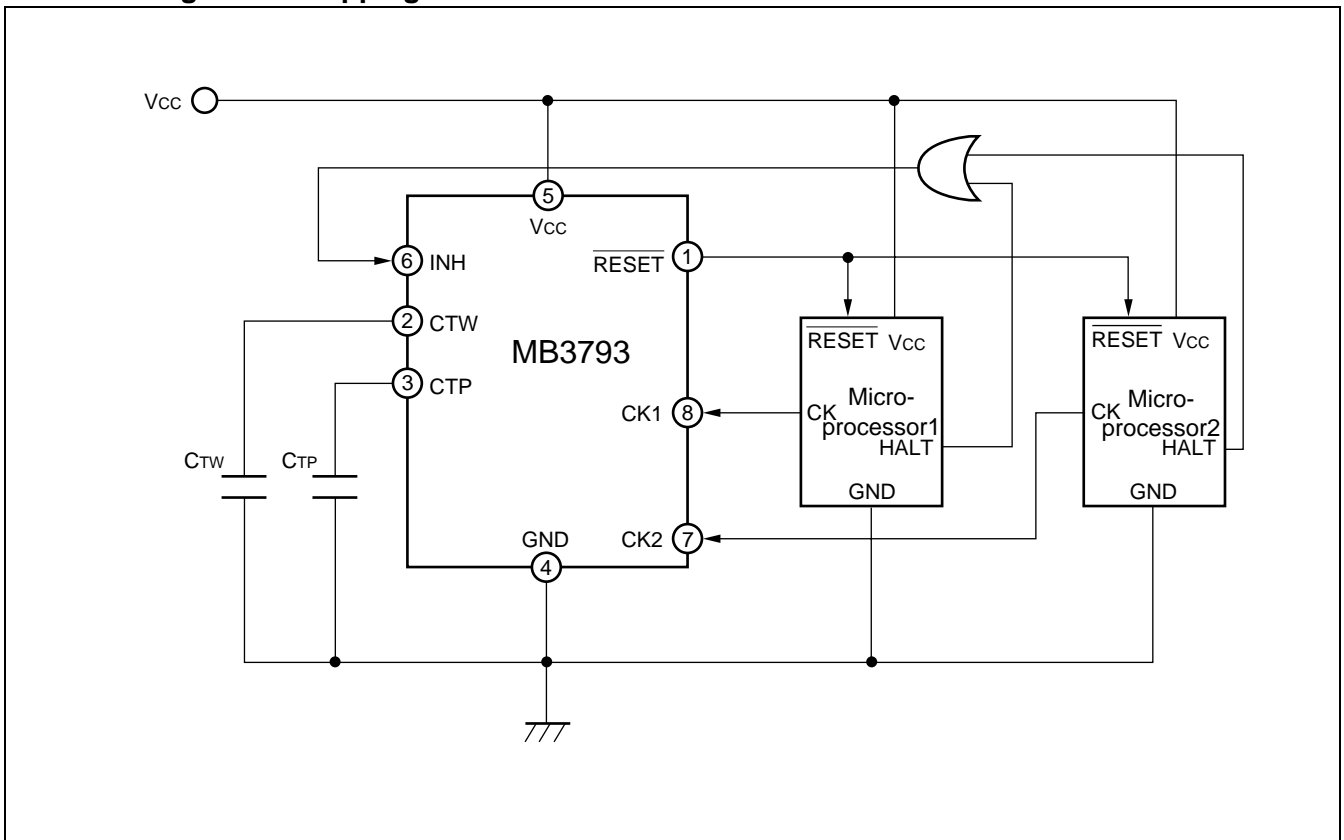 Vcc
5
Vcc
6 INH
RESET 1
2 CTW
3 CTP
MB3793
CK1 8
CK2 7
GND
4
CTW
CTP
RESET Vcc
CK
Micro-
processor1
HALT
GND
RESET Vcc
CK
Micro-
processor2
HALT
GND